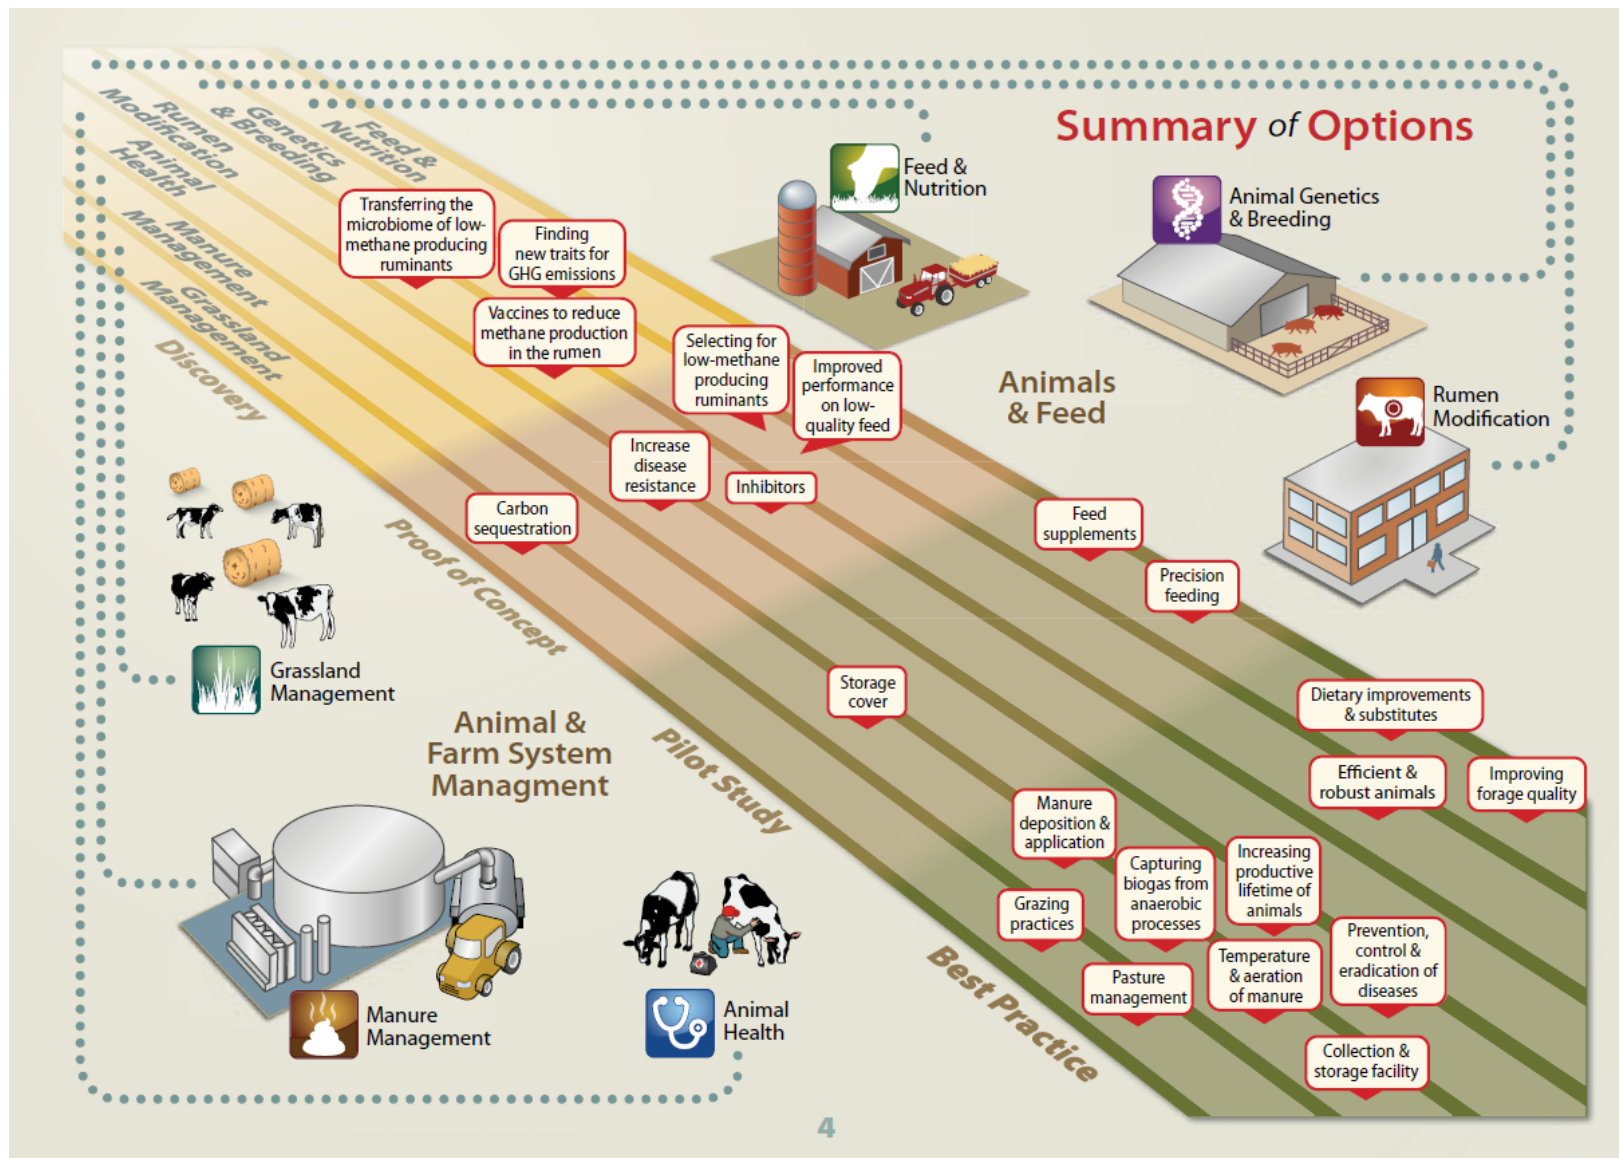 Summary of Options
Feed &
Nutrition
Genetics
& Breeding
Rumen
Modification
Animal
Health
Manure
Management
Grassland
Management
Discovery
Proof of Concept
Pilot Study
Best Practice
Feed &
Nutrition
Animal Genetics
& Breeding
Rumen
Modification
Animals
& Feed
Transferring the
microbiome of low-
methane producing
ruminants
Finding
new traits for
GHG emissions
Vaccines to reduce
methane production
in the rumen
Selecting for
low-methane
producing
ruminants
Improved
performance
on low-
quality feed
Increase
disease
resistance
Inhibitors
Carbon
sequestration
Feed
supplements
Precision
feeding
Storage
cover
Dietary improvements
& substitutes
Efficient &
robust animals
Improving
forage quality
Manure
deposition &
application
Capturing
biogas from
anaerobic
processes
Increasing
productive
lifetime of
animals
Grazing
practices
Prevention,
control &
eradication of
diseases
Temperature
& aeration
of manure
Pasture
management
Collection &
storage facility
Grassland
Management
Animal &
Farm System
Managment
Manure
Management
Animal
Health
4